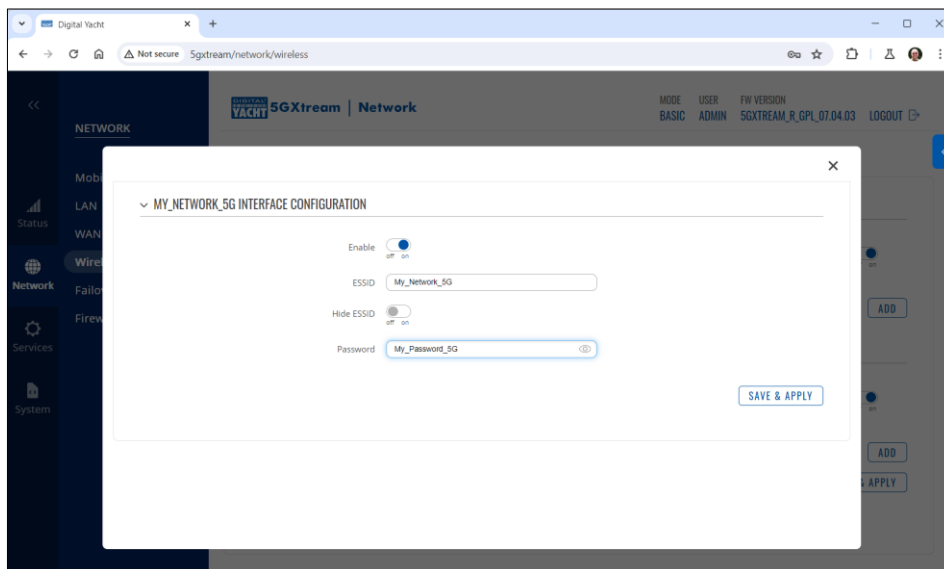 Digital Yacht
Not secure 5gxtream/network/wireless
DIGITAL YACHT 5GXtream | Network
MODE USER FW VERSION
BASIC ADMIN 5GXTREAM_R_GPL_07.04.03 LOGOUT
NETWORK
Mobi
LAN
WAN
Wirel
Failo
Firew
Status
Network
Services
System
MY_NETWORK_5G INTERFACE CONFIGURATION
Enable
off on
ESSID My_Network_5G
Hide ESSID
off on
Password My_Password_5G
SAVE & APPLY
on
ADD
on
ADD
& APPLY